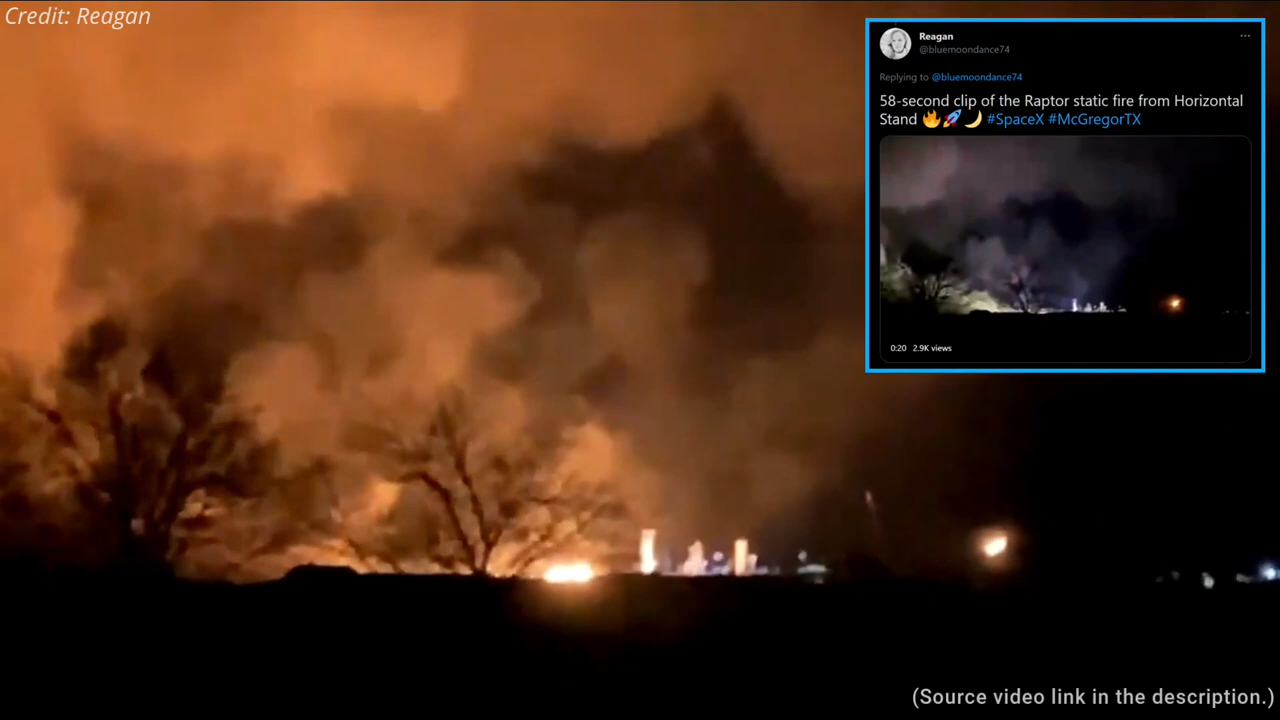 Credit: Reagan
Reagan
@bluemoondance74
Replying to @bluemoondance74
58-second clip of the Raptor static fire from Horizontal
Stand 🔥🚀🌙 #SpaceX #McGregorTX
0:20 2.9K views
(Source video link in the description.)